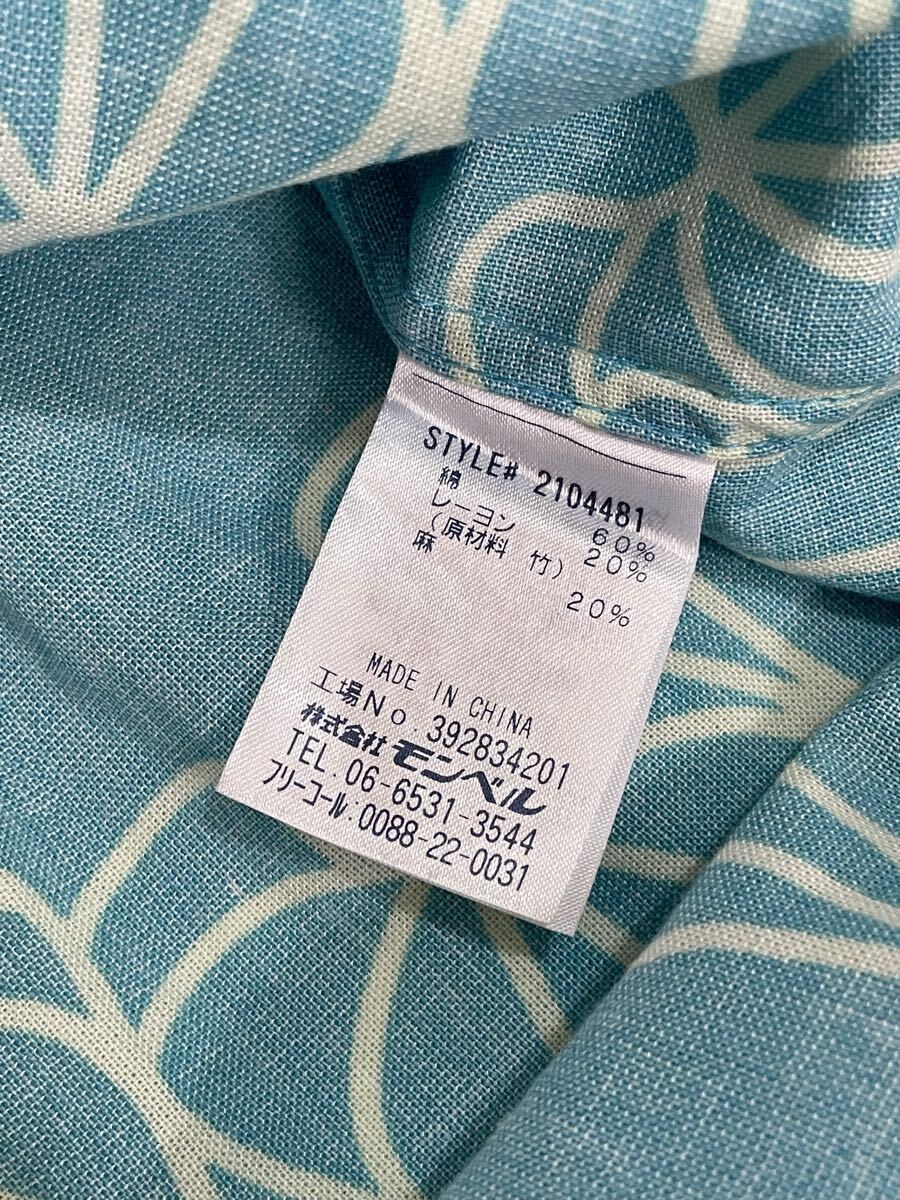 STYLE# 2104481
綿 60%
レーヨン 20%
(原材料 竹)
麻 20%
MADE IN CHINA
工場No.392834201
株式会社 モンベル
TEL.06-6531-3544
フリーコール:0088-22-0031